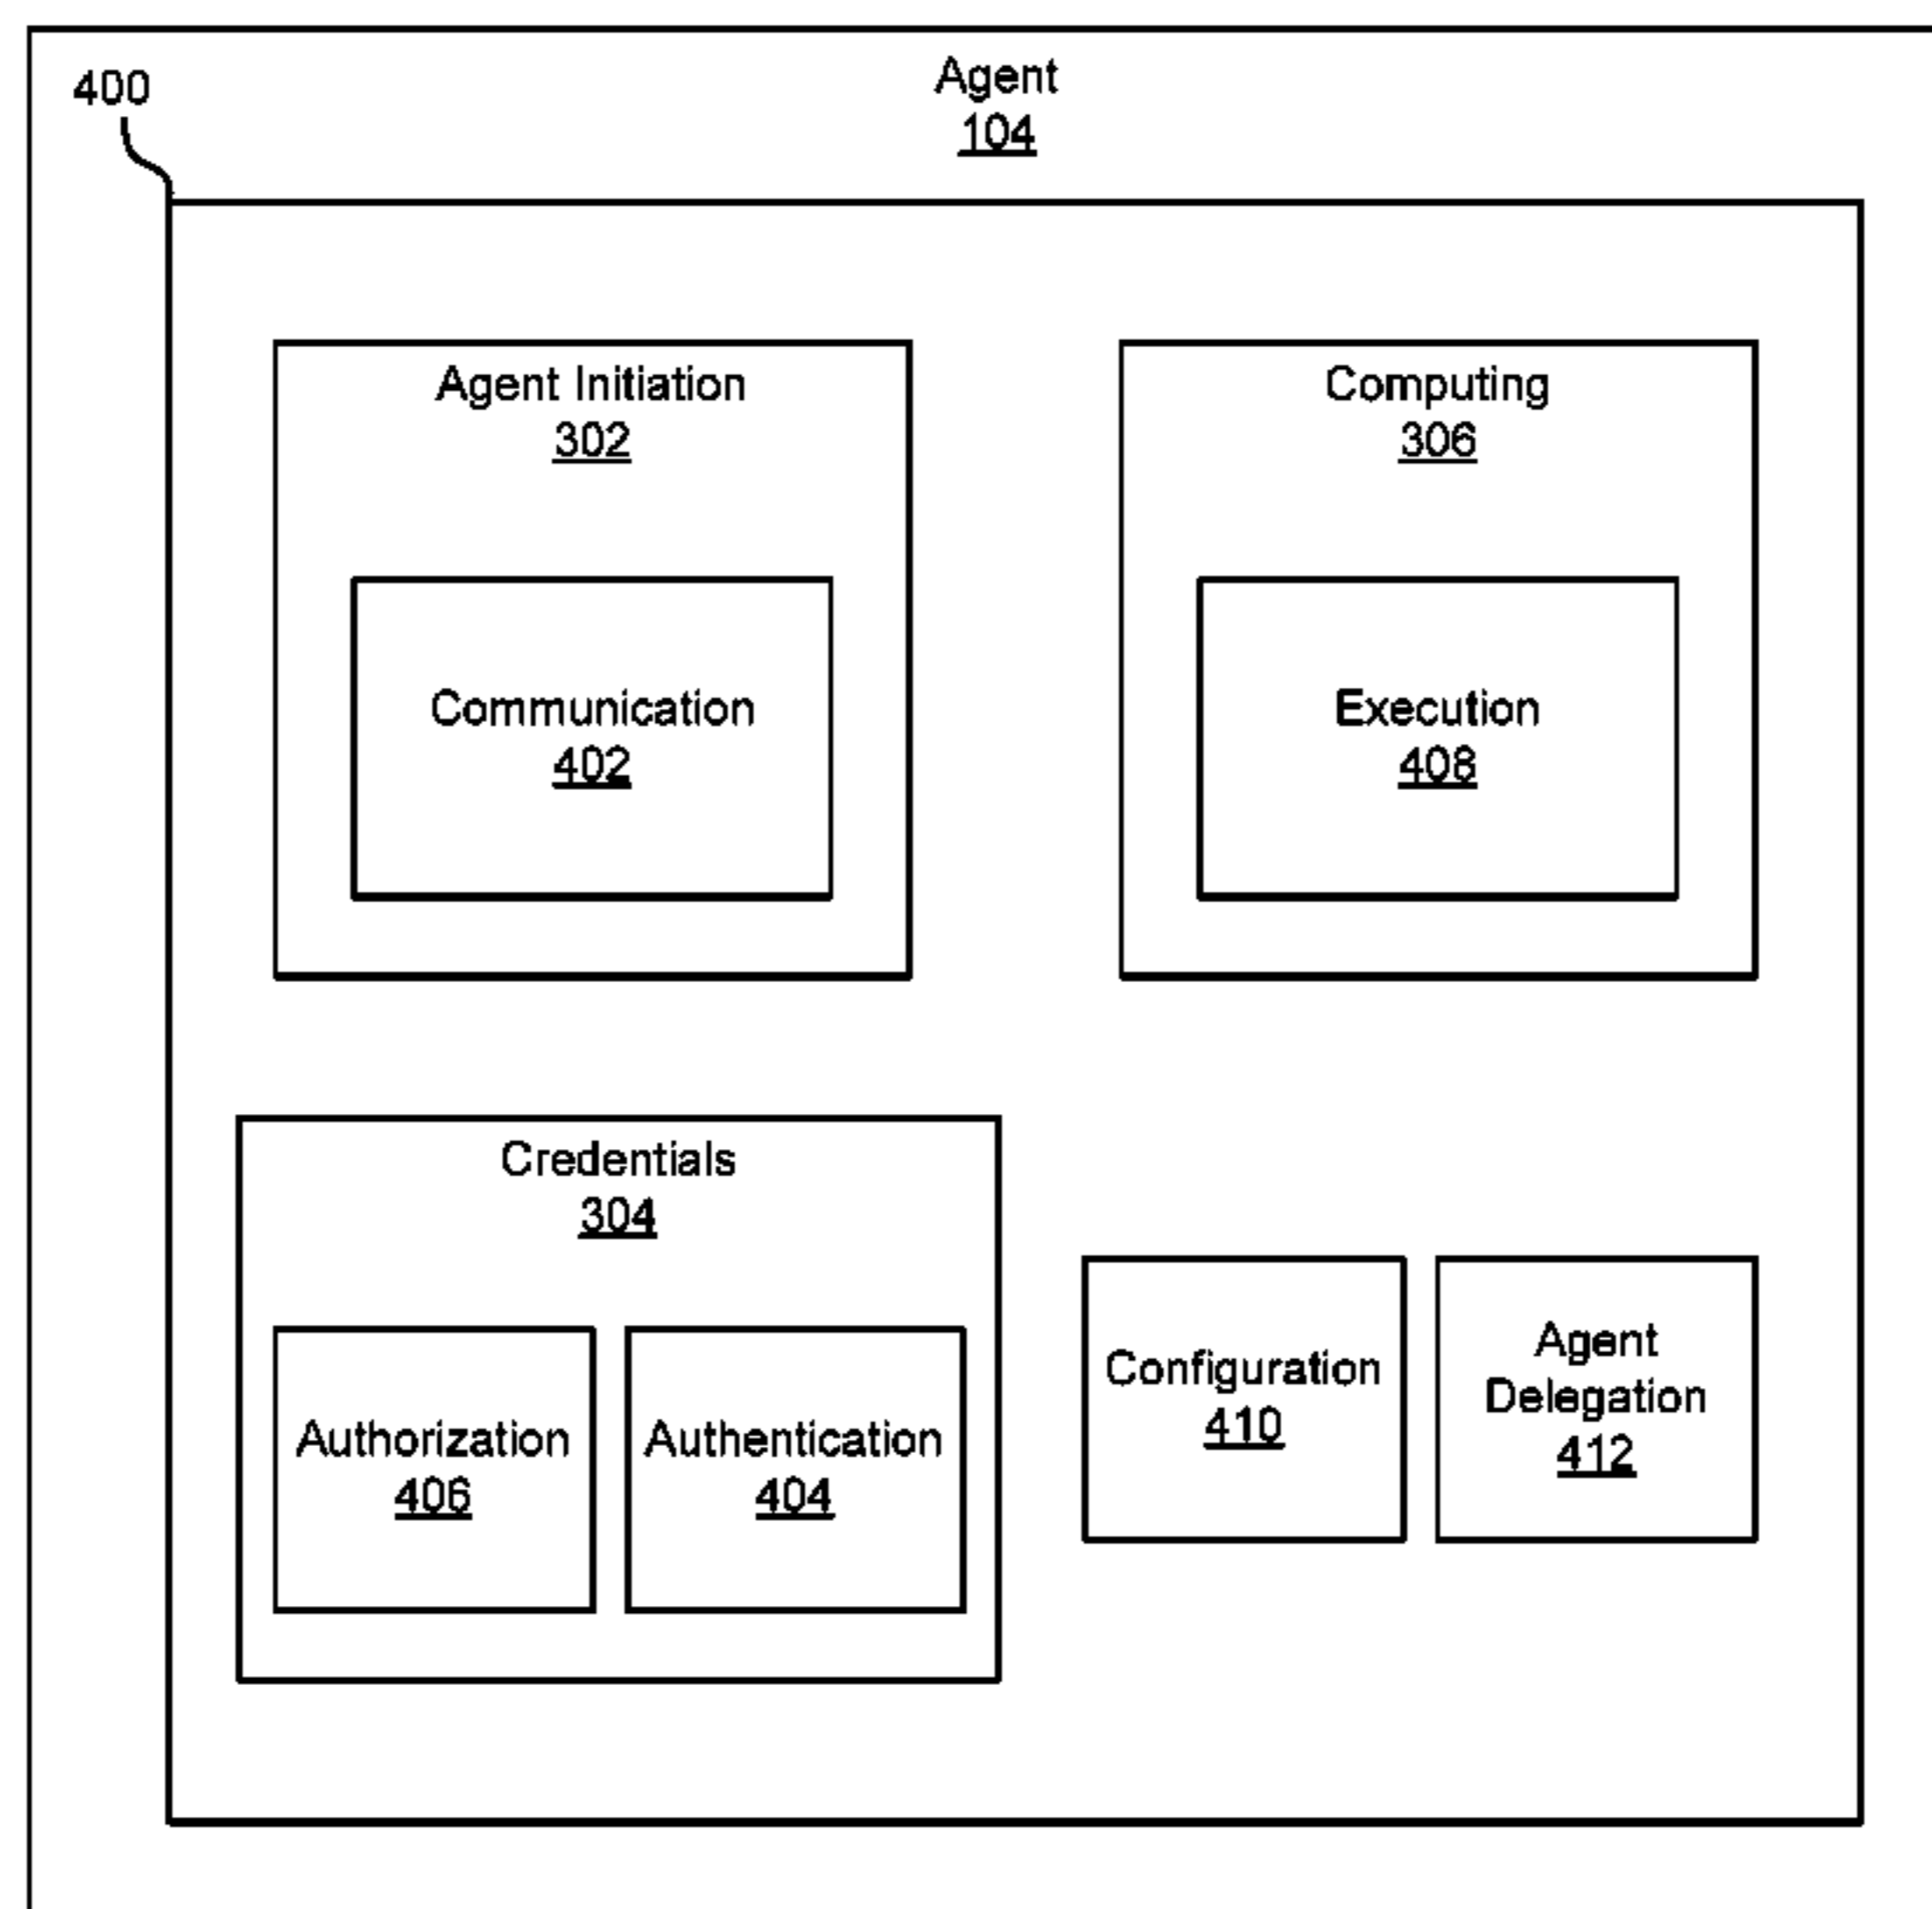 400
Agent
104
Agent Initiation
302
Communication
402
Computing
306
Execution
408
Credentials
304
Authorization
406
Authentication
404
Configuration
410
Agent
Delegation
412